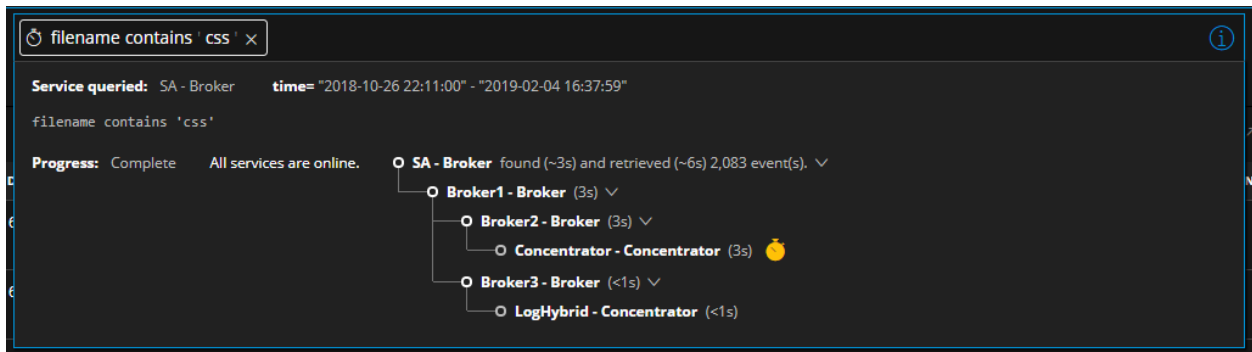 filename contains ' css ' ×
Service queried: SA - Broker time= "2018-10-26 22:11:00" - "2019-02-04 16:37:59"
filename contains 'css'
Progress: Complete All services are online. SA - Broker found (~3s) and retrieved (~6s) 2,083 event(s).
Broker1 - Broker (3s)
Broker2 - Broker (3s)
Concentrator - Concentrator (3s)
Broker3 - Broker (<1s)
LogHybrid - Concentrator (<1s)